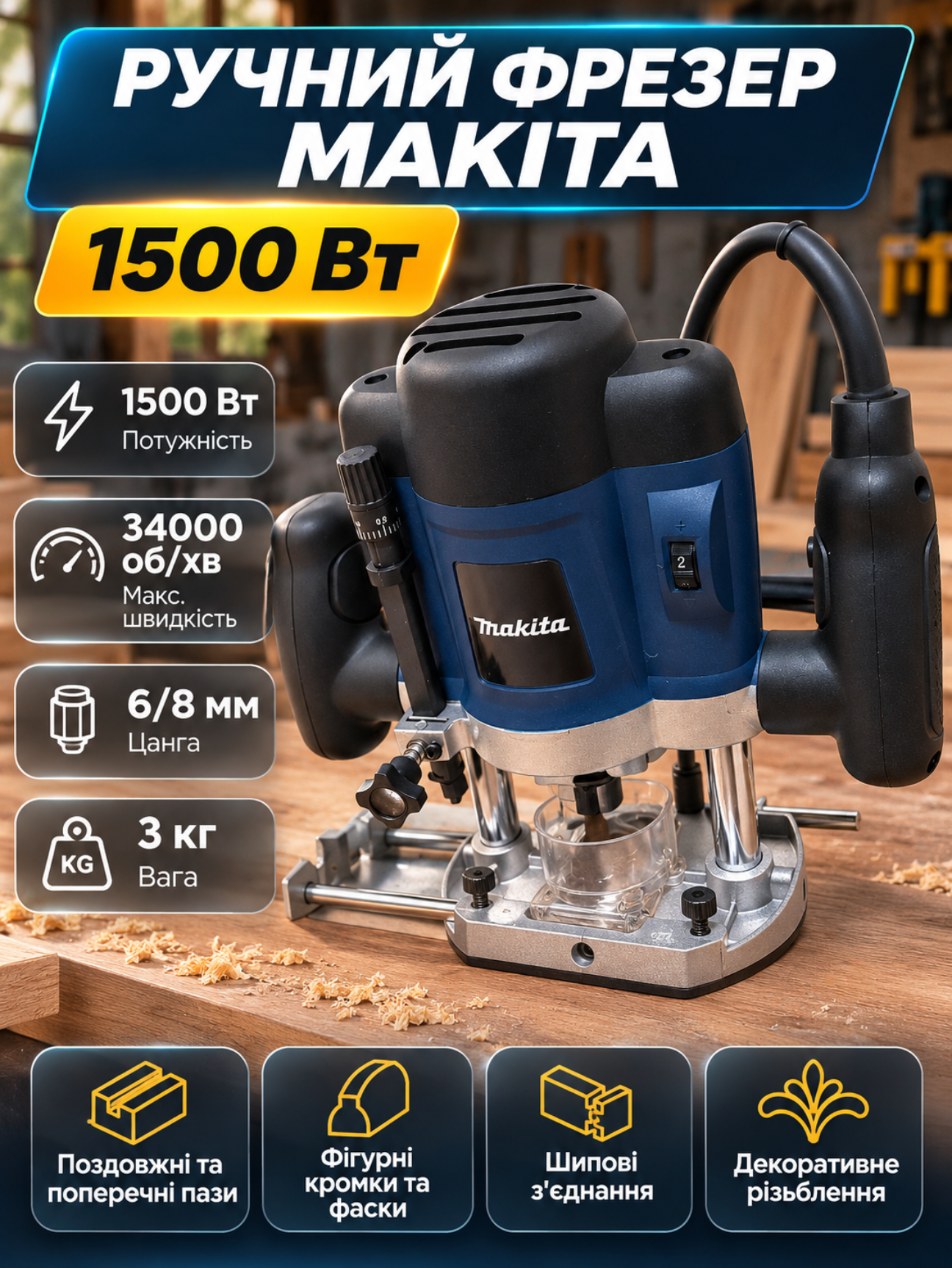 РУЧНИЙ ФРЕЗЕР
МАКІТА
1500 Вт
1500 Вт
Потужність
34000
об/хв
Макс.
швидкість
6/8 мм
Цанга
KG
3 кг
Вага
+
2
makita
Поздовжні та
поперечні пази
Фігурні
кромки та
фаски
Шипові
з'єднання
Декоративне
різьблення